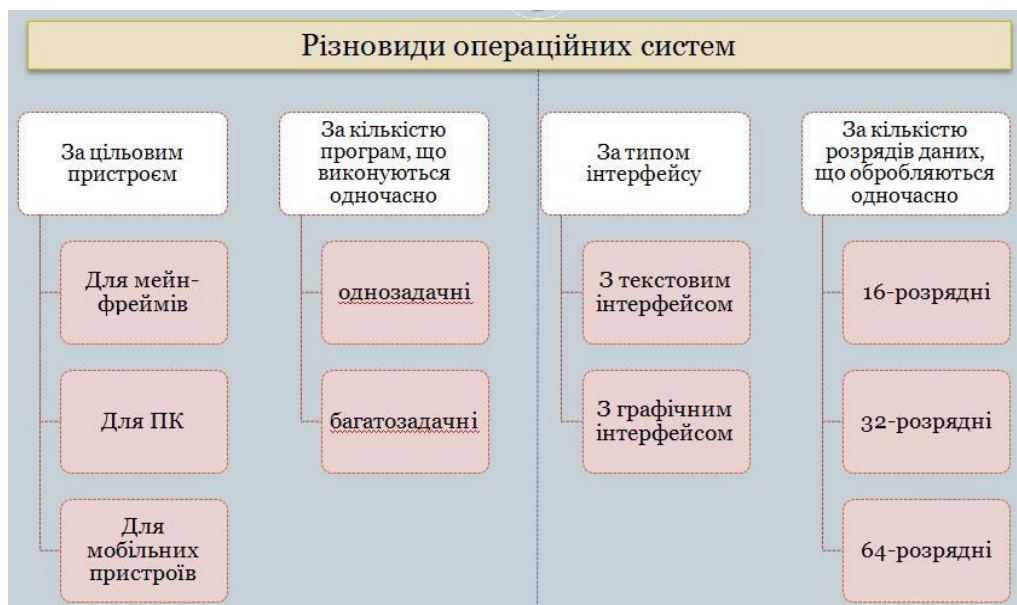 Різновиди операційних систем
За цільовим
пристроєм
Для мейн-
фреймів
Для ПК
Для
мобільних
пристроїв
За кількістю
програм, що
виконуються
одночасно
однозадачні
багатозадачні
За типом
інтерфейсу
З текстовим
інтерфейсом
З графічним
інтерфейсом
За кількістю
розрядів даних,
що обробляються
одночасно
16-розрядні
32-розрядні
64-розрядні